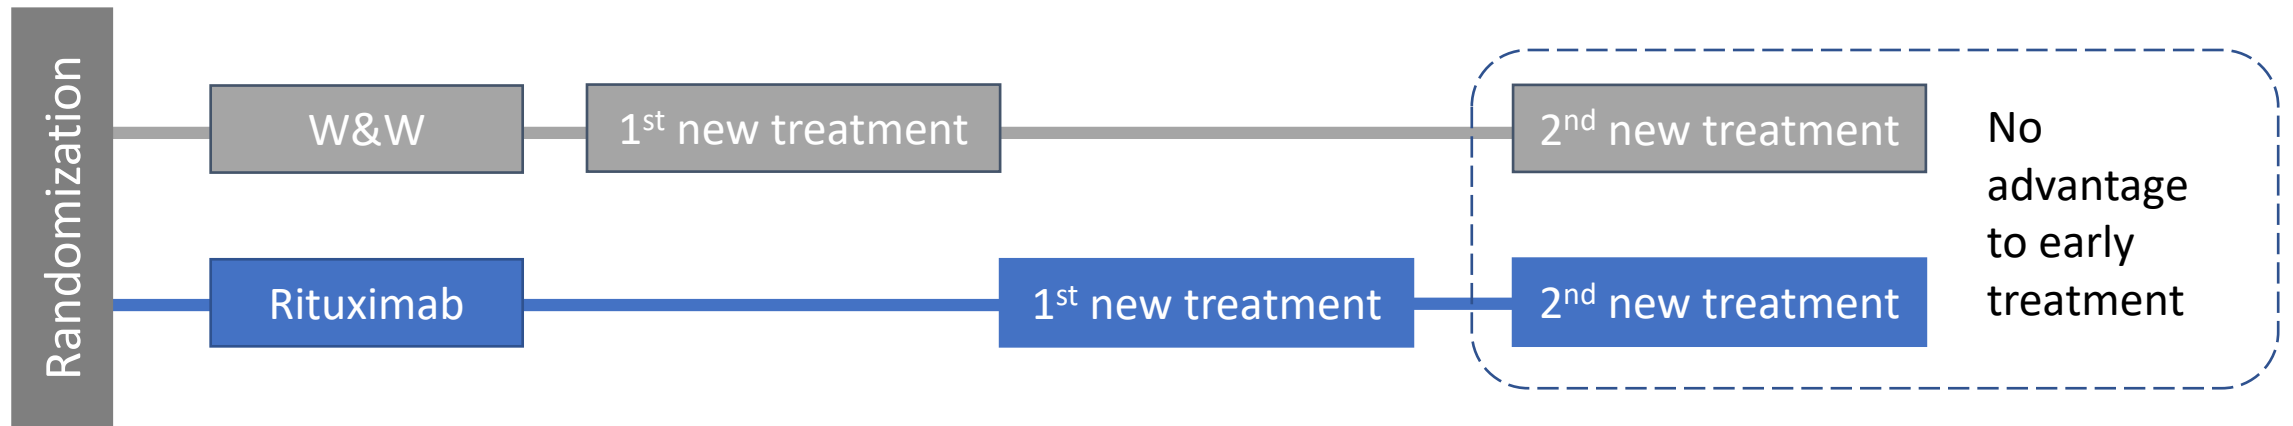 Randomization
W&W
1st new treatment
2nd new treatment
Rituximab
1st new treatment
2nd new treatment
No
advantage
to early
treatment